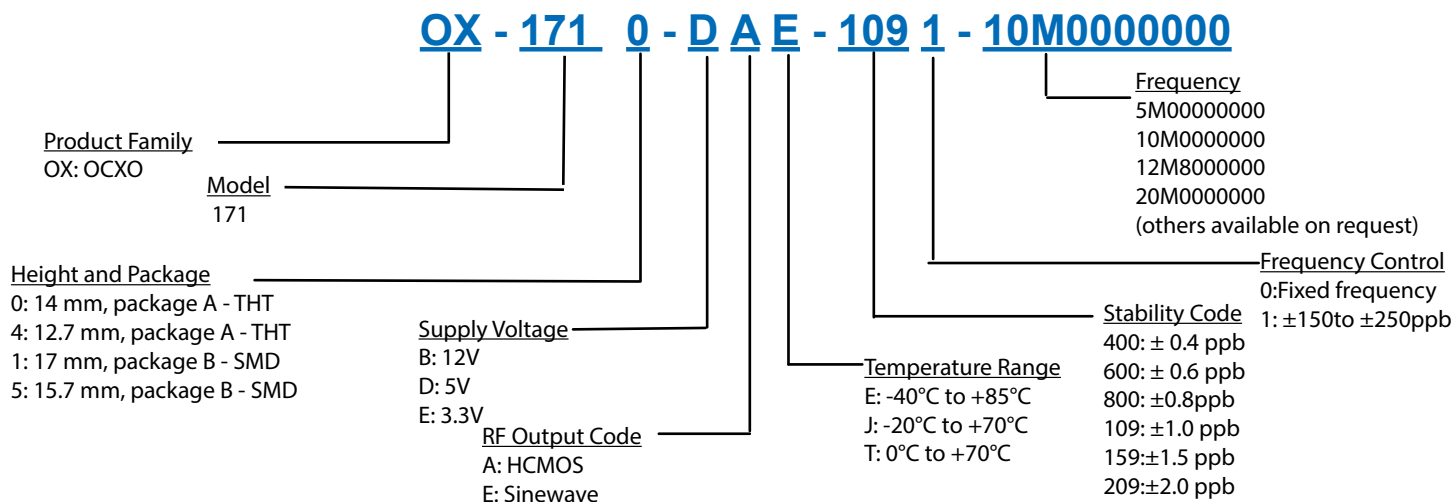 OX - 171 0 - D A E - 109 1 - 10M0000000
Product Family
OX: OCXO
Model
171
Height and Package
0: 14 mm, package A - THT
4: 12.7 mm, package A - THT
1: 17 mm, package B - SMD
5: 15.7 mm, package B - SMD
Supply Voltage
B: 12V
D: 5V
E: 3.3V
RF Output Code
A: HCMOS
E: Sinewave
Temperature Range
E: -40°C to +85°C
J: -20°C to +70°C
T: 0°C to +70°C
Stability Code
400: ± 0.4 ppb
600: ± 0.6 ppb
800: ±0.8ppb
109: ±1.0 ppb
159:±1.5 ppb
209:±2.0 ppb
Frequency Control
0:Fixed frequency
1: ±150to ±250ppb
Frequency
5M00000000
10M0000000
12M8000000
20M0000000
(others available on request)